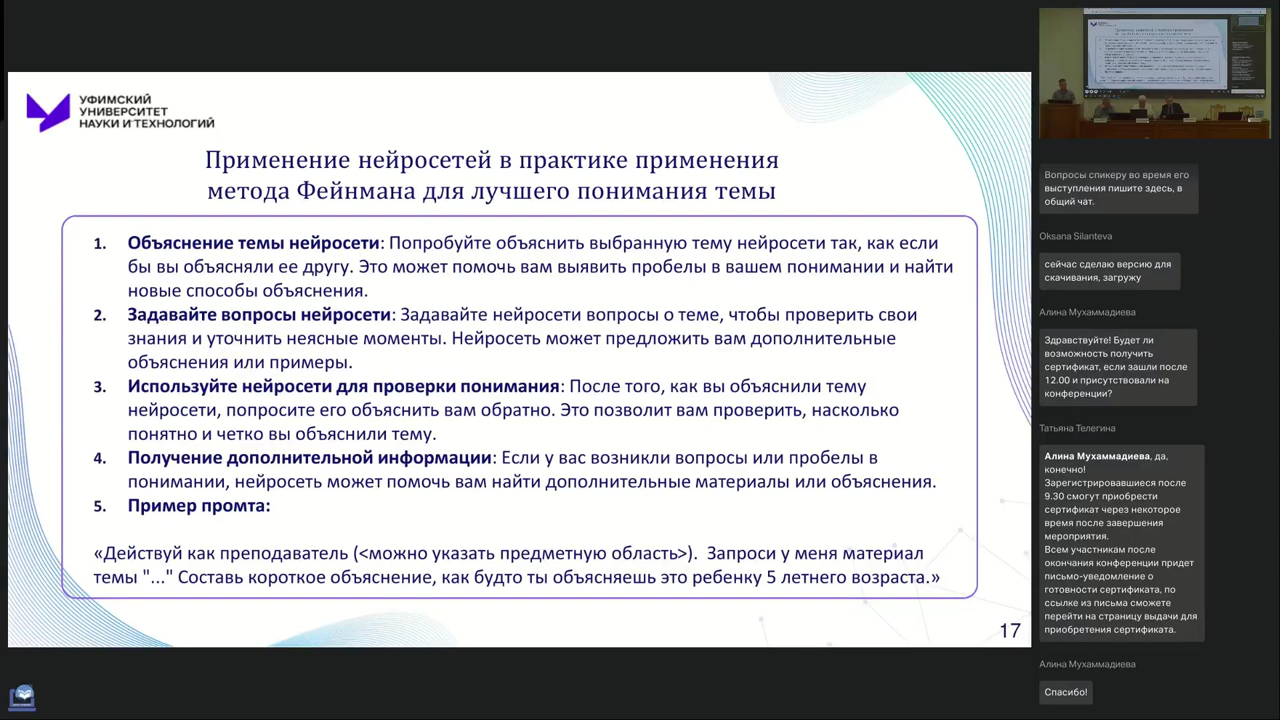 УФИМСКИЙ
УНИВЕРСИТЕТ
НАУКИ И ТЕХНОЛОГИЙ
Применение нейросетей в практике применения
метода Фейнмана для лучшего понимания темы
1. Объяснение темы нейросети: Попробуйте объяснить выбранную тему нейросети так, как если
бы вы объясняли ее другу. Это может помочь вам выявить пробелы в вашем понимании и найти
новые способы объяснения.
2. Задавайте вопросы нейросети: Задавайте нейросети вопросы о теме, чтобы проверить свои
знания и уточнить неясные моменты. Нейросеть может предложить вам дополнительные
объяснения или примеры.
3. Используйте нейросети для проверки понимания: После того, как вы объяснили тему
нейросети, попросите его объяснить вам обратно. Это позволит вам проверить, насколько
понятно и четко вы объяснили тему.
4. Получение дополнительной информации: Если у вас возникли вопросы или пробелы в
понимании, нейросеть может помочь вам найти дополнительные материалы или объяснения.
5. Пример промта:
«Действуй как преподаватель (<можно указать предметную область>). Запроси у меня материал
темы "..." Составь короткое объяснение, как будто ты объясняешь это ребенку 5 летнего возраста.»
17
Вопросы спикеру во время его
выступления пишите здесь, в
общий чат.
Oksana Silanteva
сейчас сделаю версию для
скачивания, загружу
Алина Мухаммадиева
Здравствуйте! Будет ли
возможность получить
сертификат, если зашли после
12.00 и присутствовали на
конференции?
Татьяна Телегина
Алина Мухаммадиева, да,
конечно!
Зарегистрировавшиеся после
9.30 смогут приобрести
сертификат через некоторое
время после завершения
мероприятия.
Всем участникам после
окончания конференции придет
письмо-уведомление о
готовности сертификата, по
ссылке из письма сможете
перейти на страницу выдачи для
приобретения сертификата.
Алина Мухаммадиева
Спасибо!